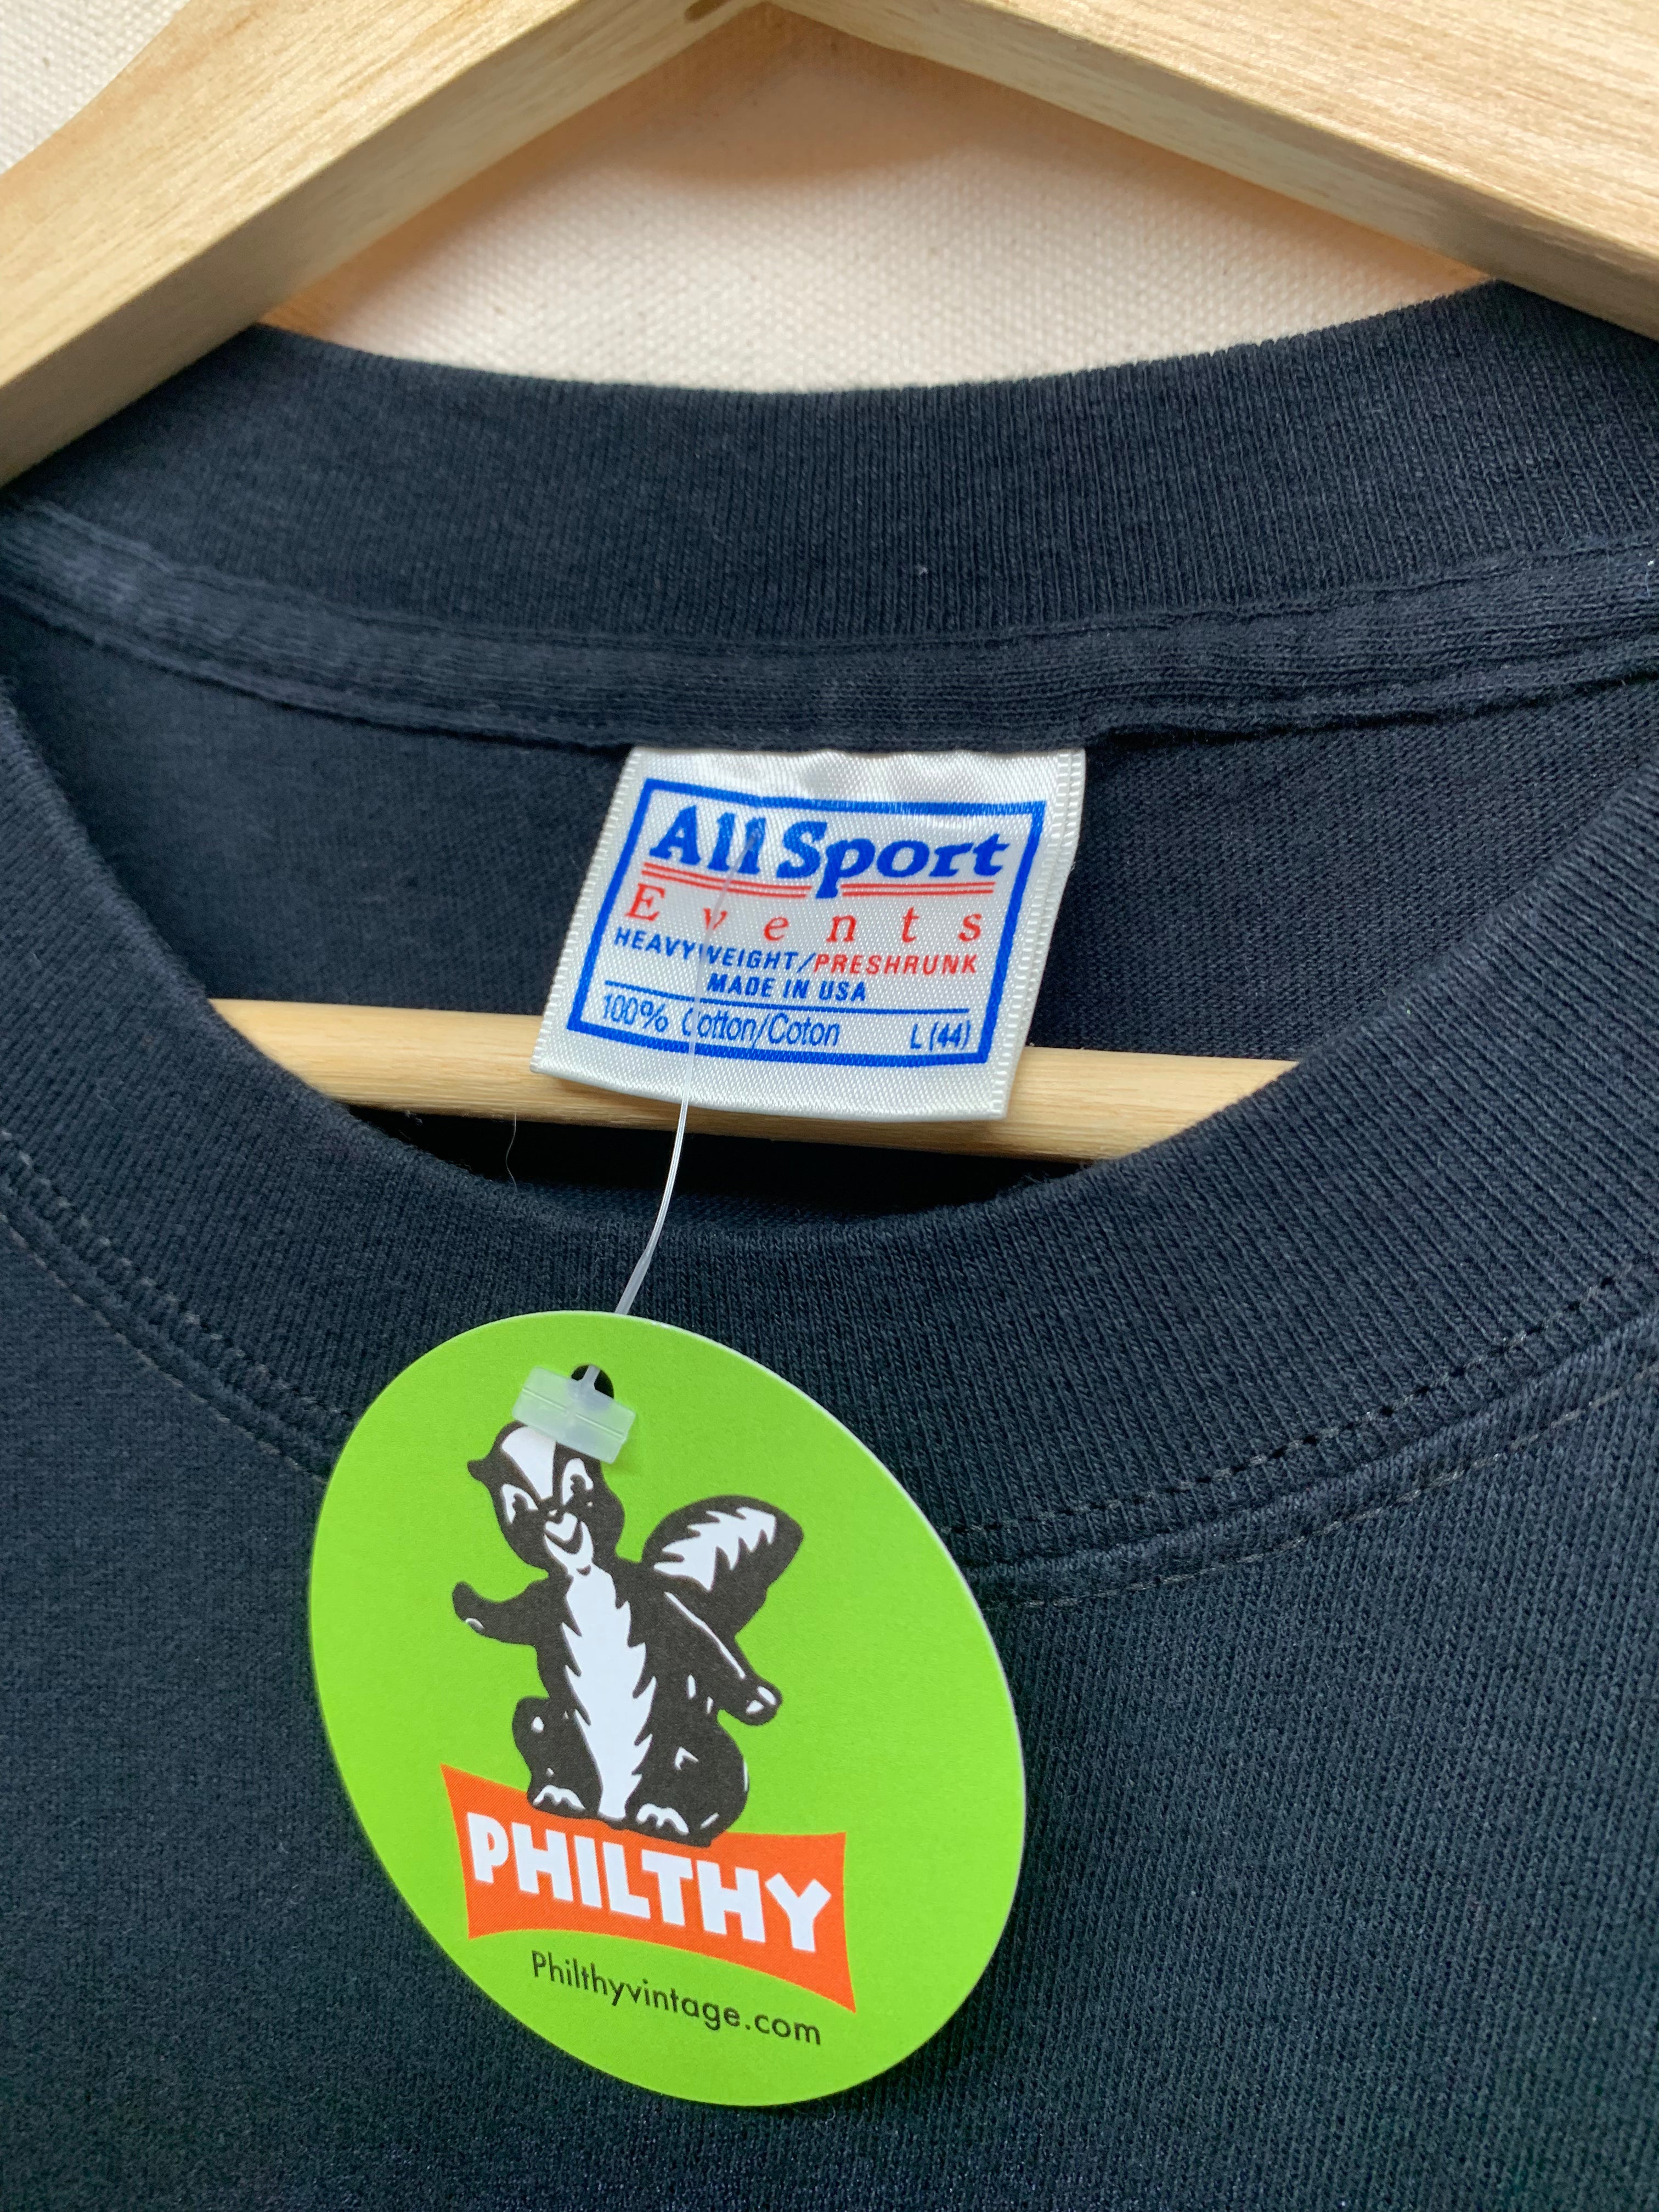 All Sport
Events
HEAVYWEIGHT/PRESHRUNK
MADE IN USA
100% Cotton/Coton L (44)
PHILTHY
Philthyvintage.com